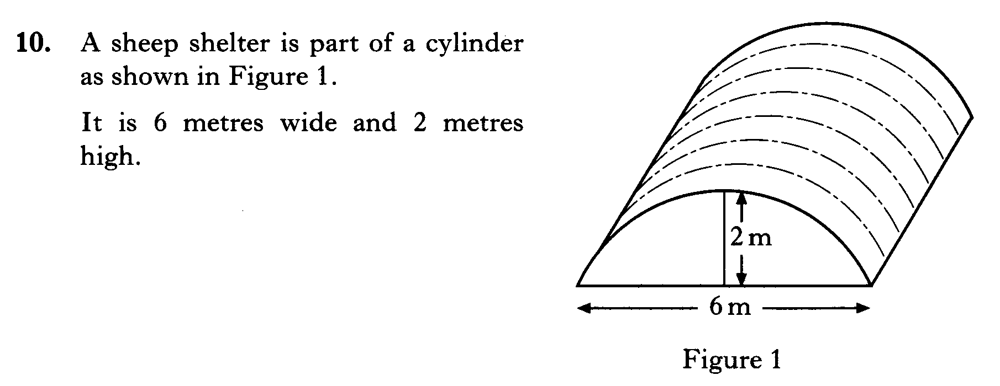 10. A sheep shelter is part of a cylinder
as shown in Figure 1.
It is 6 metres wide and 2 metres
high.
2 m
6 m
Figure 1